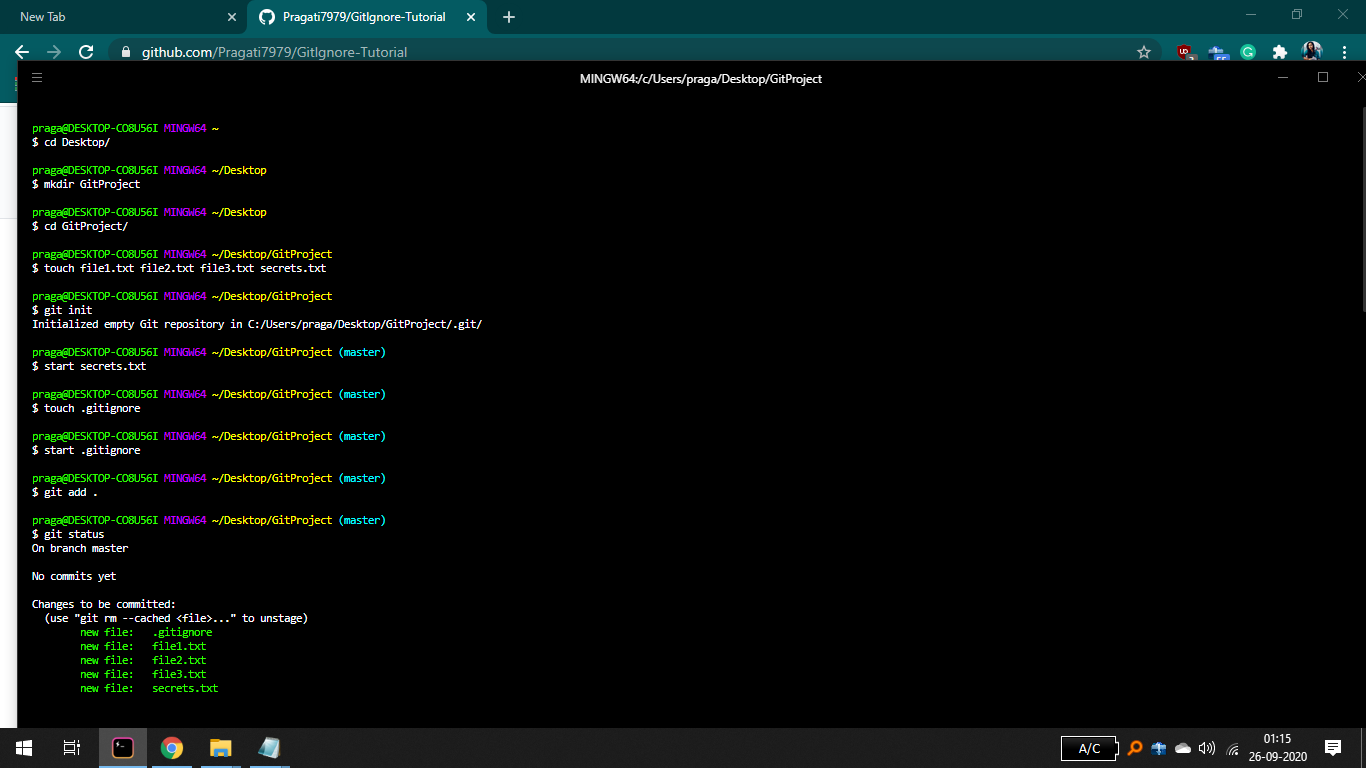 New Tab
Pragati7979/GitIgnore-Tutorial
github.com/Pragati7979/GitIgnore-Tutorial
MINGW64:/c/Users/praga/Desktop/GitProject
praga@DESKTOP-CO8U56I MINGW64 ~
$ cd Desktop/
praga@DESKTOP-CO8U56I MINGW64 ~/Desktop
$ mkdir GitProject
praga@DESKTOP-CO8U56I MINGW64 ~/Desktop
$ cd GitProject/
praga@DESKTOP-CO8U56I MINGW64 ~/Desktop/GitProject
$ touch file1.txt file2.txt file3.txt secrets.txt
praga@DESKTOP-CO8U56I MINGW64 ~/Desktop/GitProject
$ git init
Initialized empty Git repository in C:/Users/praga/Desktop/GitProject/.git/
praga@DESKTOP-CO8U56I MINGW64 ~/Desktop/GitProject (master)
$ start secrets.txt
praga@DESKTOP-CO8U56I MINGW64 ~/Desktop/GitProject (master)
$ touch .gitignore
praga@DESKTOP-CO8U56I MINGW64 ~/Desktop/GitProject (master)
$ start .gitignore
praga@DESKTOP-CO8U56I MINGW64 ~/Desktop/GitProject (master)
$ git add .
praga@DESKTOP-CO8U56I MINGW64 ~/Desktop/GitProject (master)
$ git status
On branch master
No commits yet
Changes to be committed:
(use "git rm --cached <file>..." to unstage)
new file: .gitignore
new file: file1.txt
new file: file2.txt
new file: file3.txt
new file: secrets.txt
A/C
01:15
26-09-2020